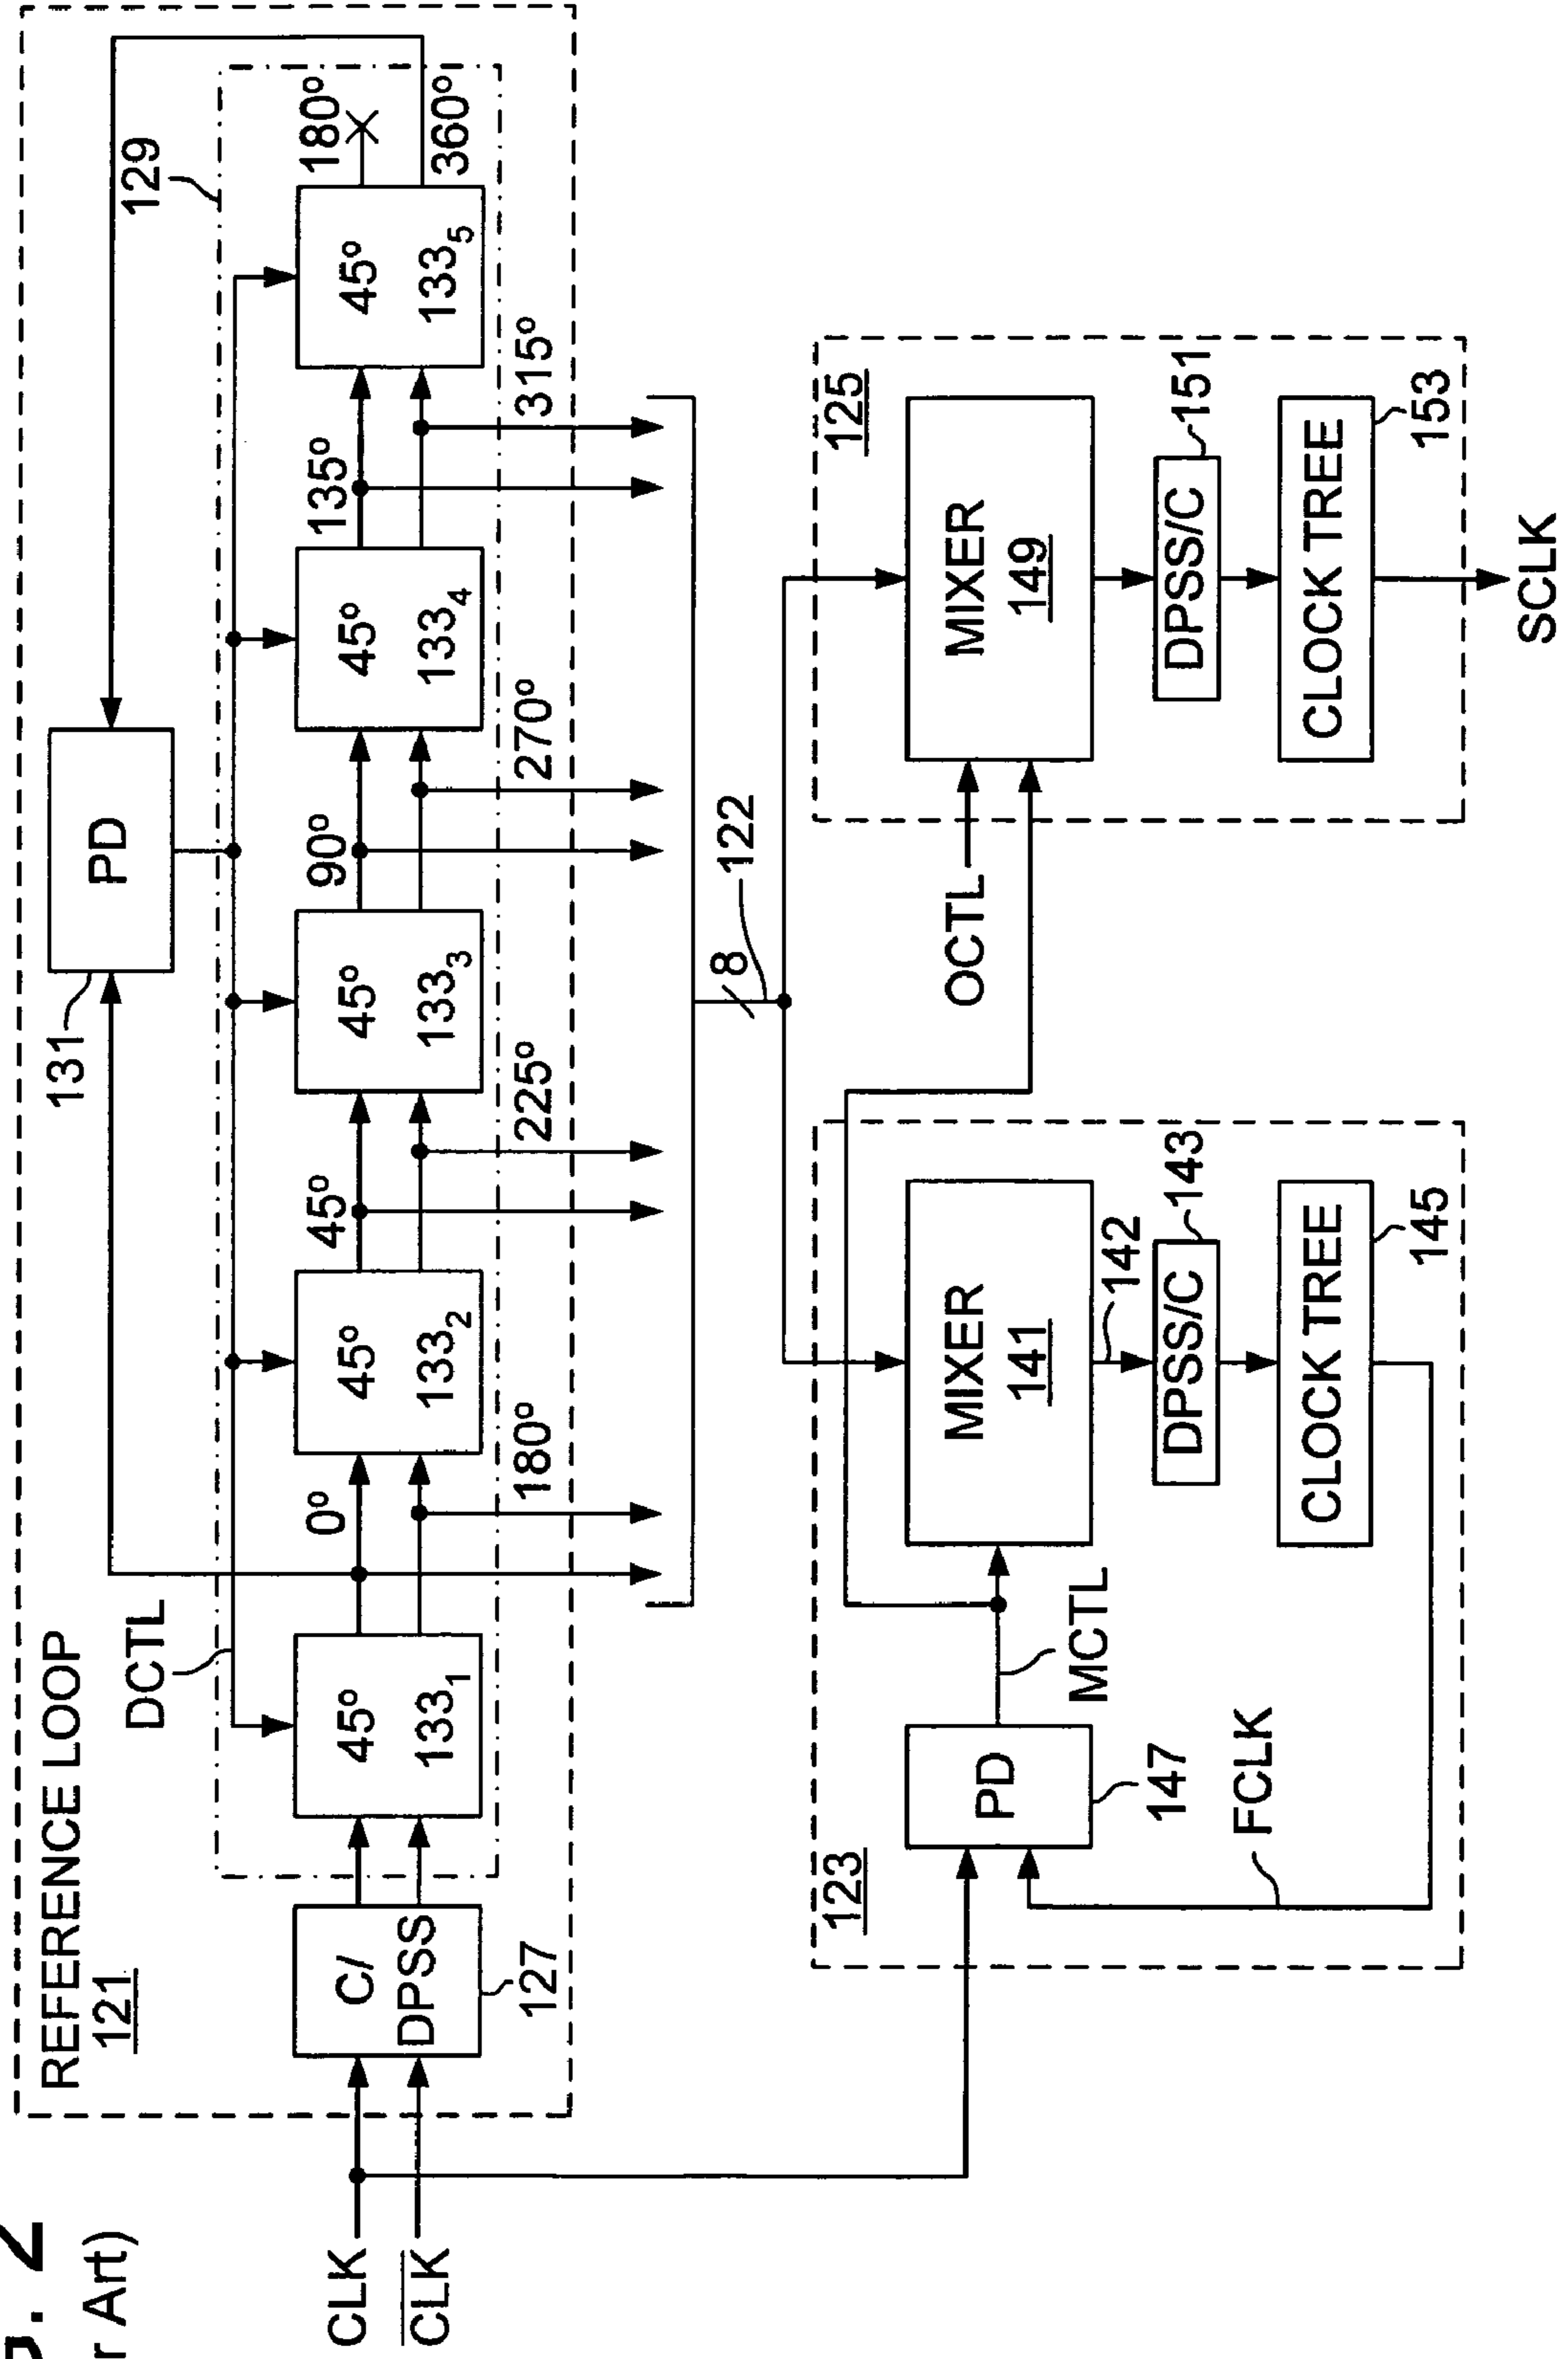 2
r Art)
REFERENCE LOOP
121
DCTL
131
PD
129
CLK
CLK
C/
DPSS
127
45°
133₁
0°
180°
45°
133₂
45°
225°
45°
133₃
90°
270°
45°
133₄
135°
315°
45°
133₅
180°
360°
8
122
123
PD
147
MCTL
FCLK
MIXER
141
142
DPSS/C
143
CLOCK TREE
145
OCTL
125
MIXER
149
DPSS/C
151
CLOCK TREE
153
SCLK